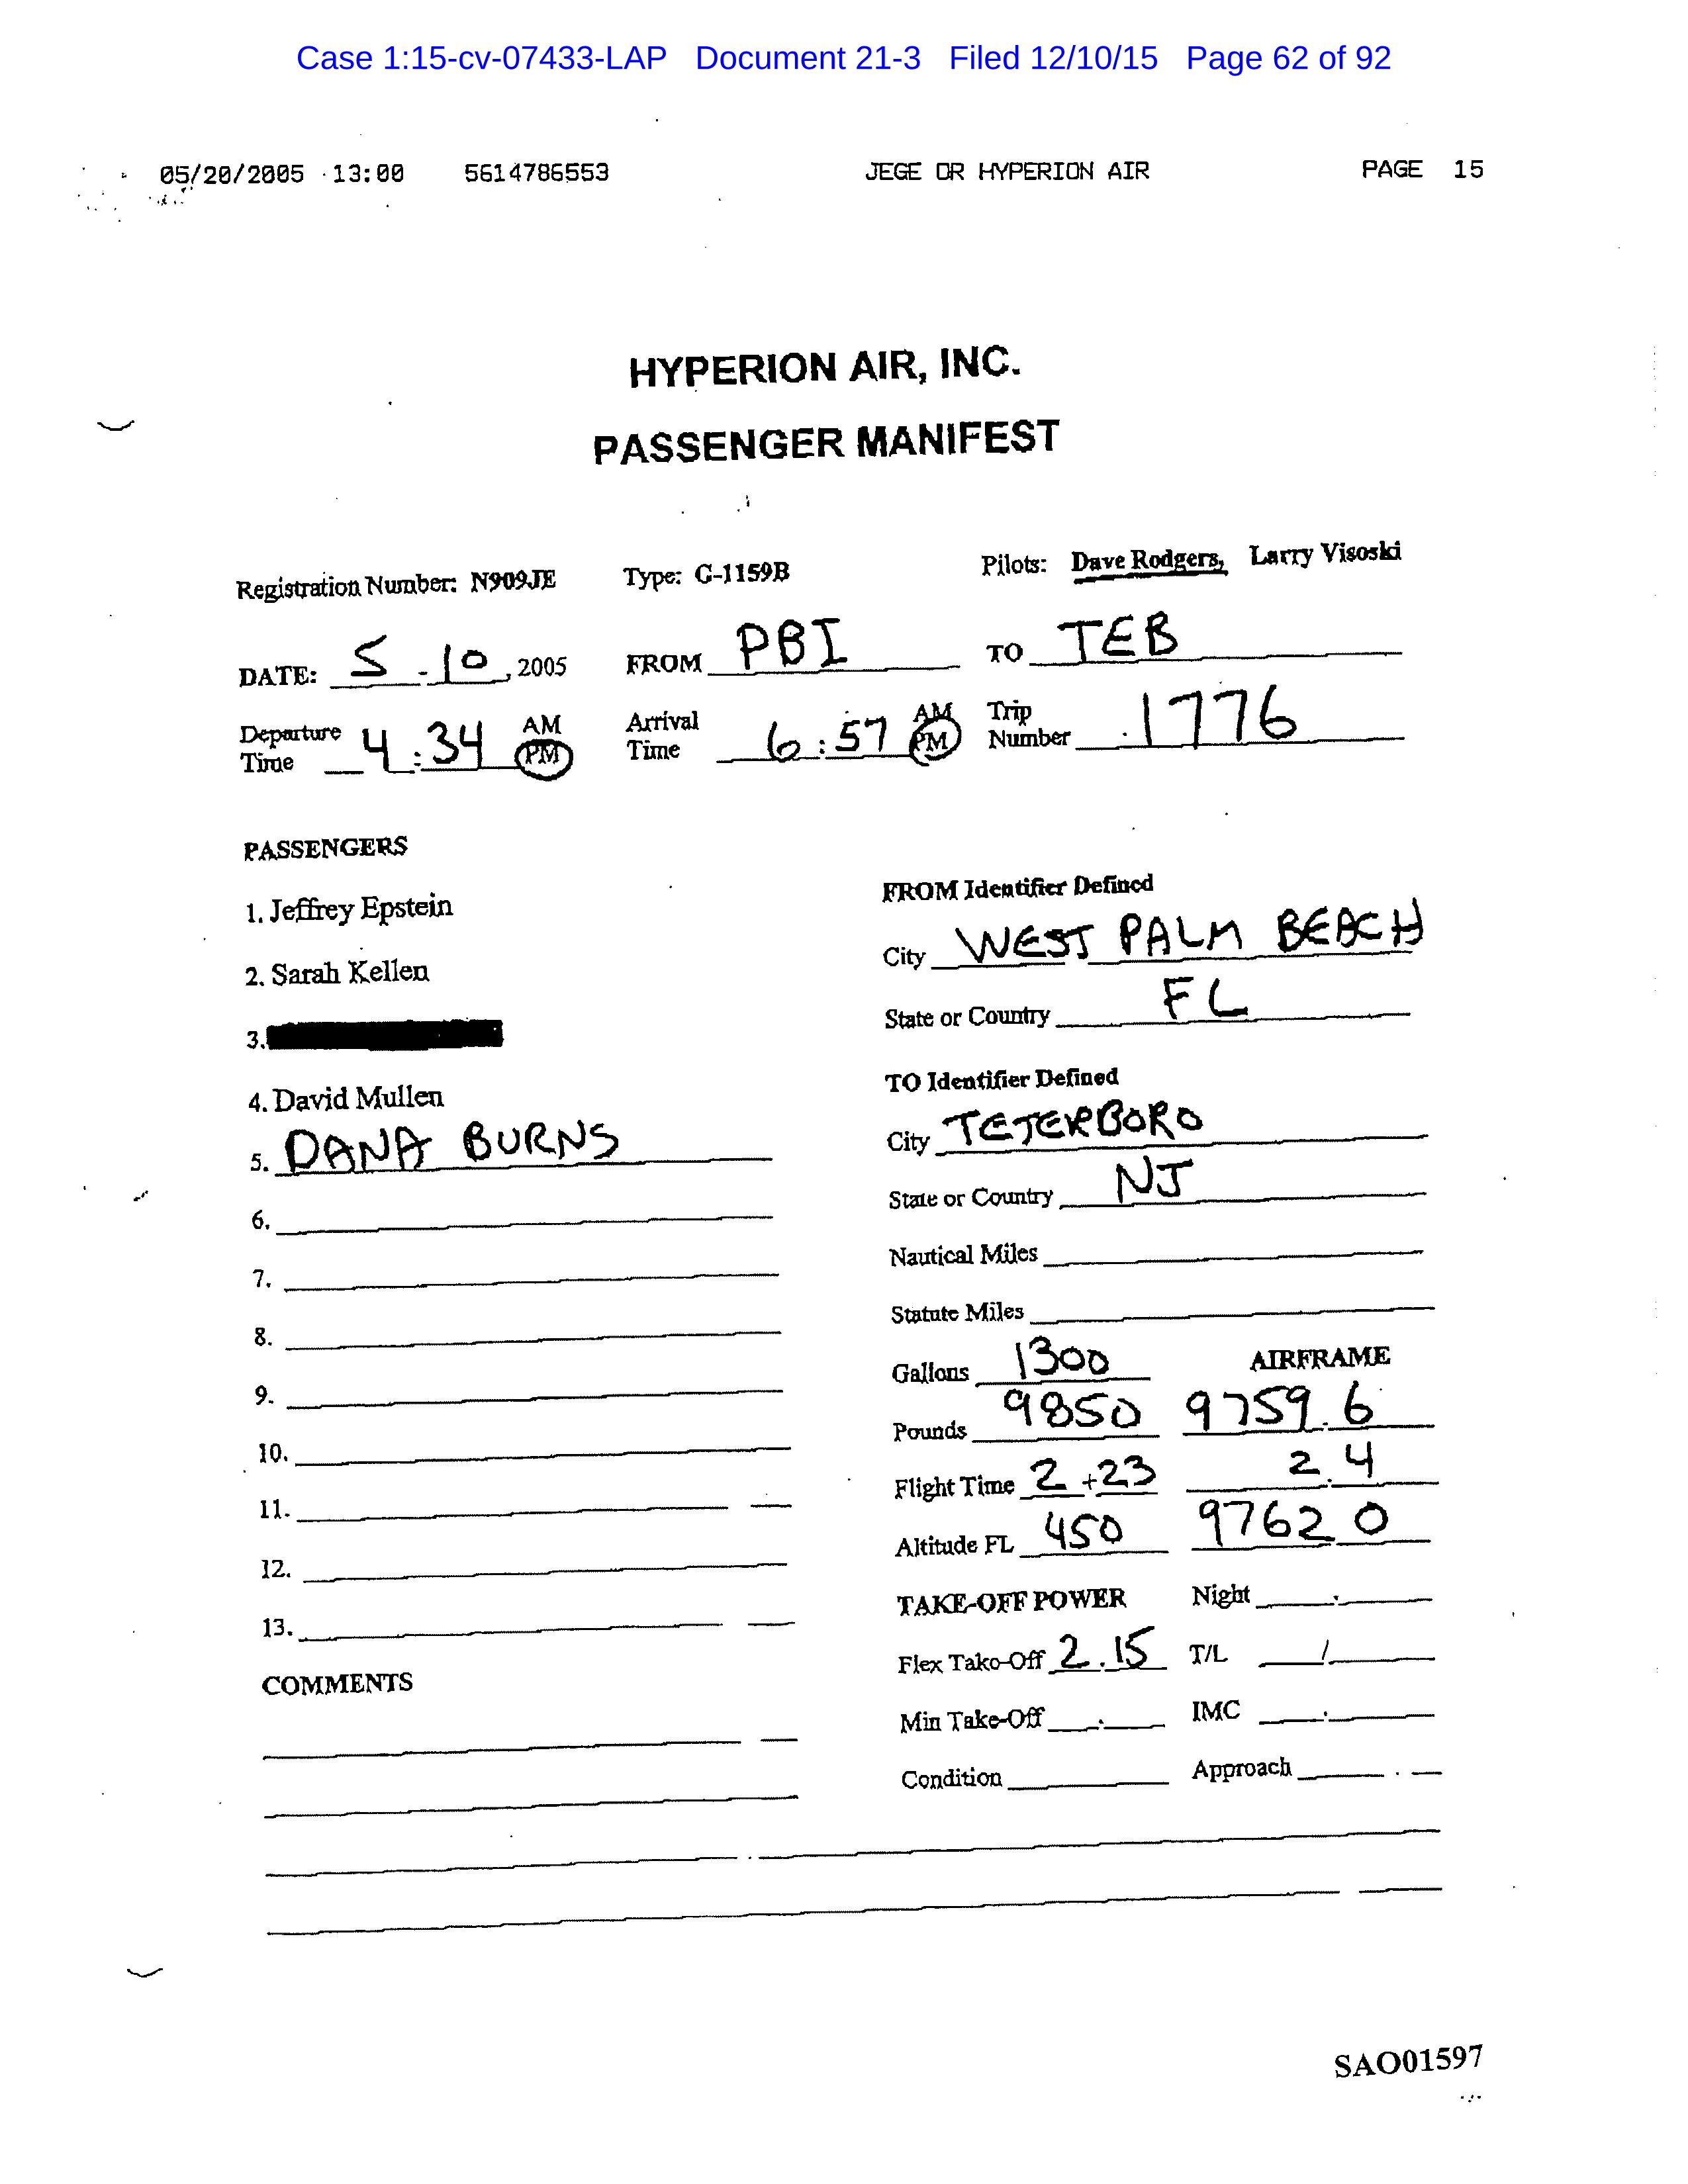 Case 1:15-cv-07433-LAP Document 21-3 Filed 12/10/15 Page 62 of 92
05/20/2005 13:00 5614786553 JEGE OR HYPERION AIR PAGE 15
HYPERION AIR, INC.
PASSENGER MANIFEST
Registration Number: N909JE Type: G-1159B Pilots: Dave Rodgers, Larry Visoski
DATE: 5-10, 2005 FROM PBI TO TEB
Departure Time 4:34 AM PM Arrival Time 6:57 AM PM Trip Number 1776
PASSENGERS
1. Jeffrey Epstein
2. Sarah Kellen
3.
4. David Mullen
5. DANA BURNS
6.
7.
8.
9.
10.
11.
12.
13.
COMMENTS
FROM Identifier Defined
City WEST PALM BEACH
State or Country FL
TO Identifier Defined
City TETERBORO
State or Country NJ
Nautical Miles
Statute Miles
Gallons 1300 AIRFRAME
Pounds 9850 9759.6
Flight Time 2+23 2.4
Altitude FL 450 9762 0
TAKE-OFF POWER Night
Flex Take-Off 2.15 T/L /
Min Take-Off . IMC .
Condition Approach
SAO01597